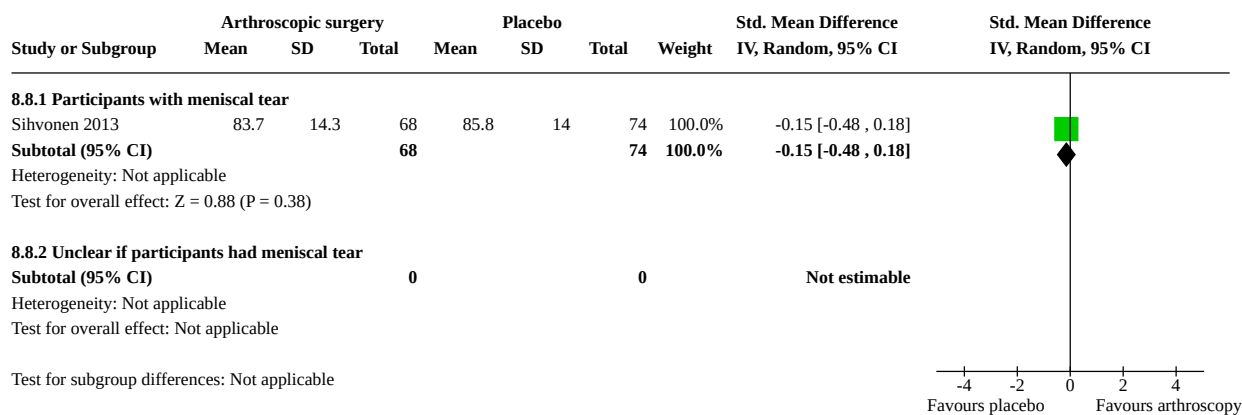 Arthroscopic surgery Placebo Std. Mean Difference Std. Mean Difference
Study or Subgroup Mean SD Total Mean SD Total Weight IV, Random, 95% CI IV, Random, 95% CI
8.8.1 Participants with meniscal tear
Sihvonen 2013 83.7 14.3 68 85.8 14 74 100.0% -0.15 [-0.48 , 0.18]
Subtotal (95% CI) 68 74 100.0% -0.15 [-0.48 , 0.18]
Heterogeneity: Not applicable
Test for overall effect: Z = 0.88 (P = 0.38)
8.8.2 Unclear if participants had meniscal tear
Subtotal (95% CI) 0 0 Not estimable
Heterogeneity: Not applicable
Test for overall effect: Not applicable
Test for subgroup differences: Not applicable
-4 -2 0 2 4
Favours placebo Favours arthroscopy